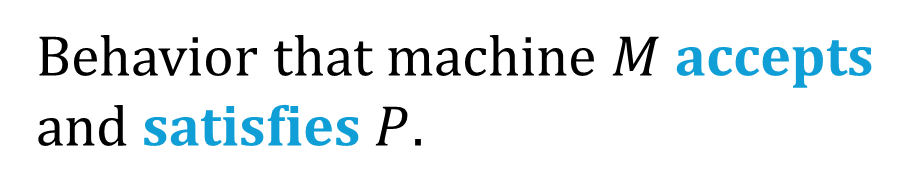 Behavior that machine M accepts
and satisfies P.